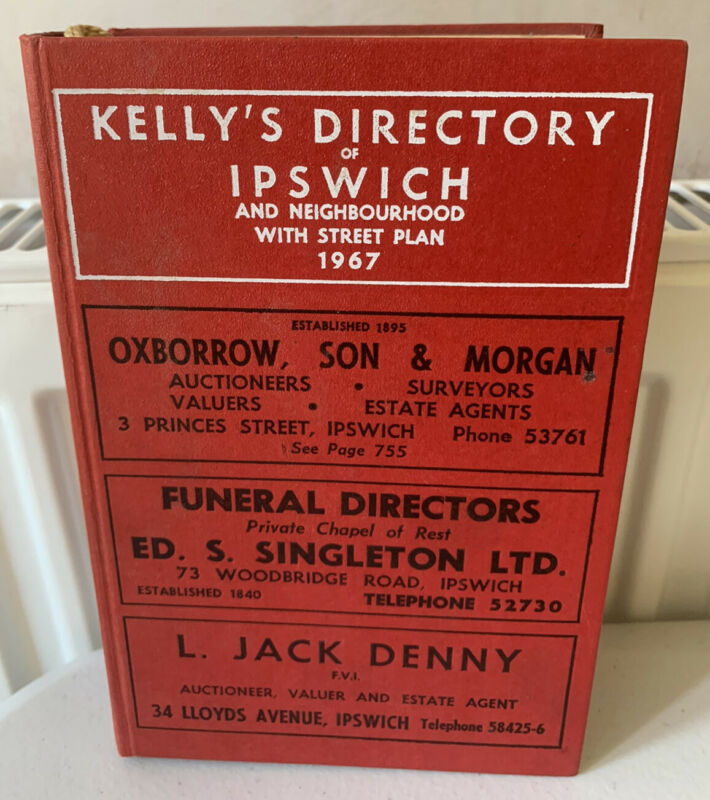 KELLY'S DIRECTORY
OF
IPSWICH
AND NEIGHBOURHOOD
WITH STREET PLAN
1967
ESTABLISHED 1895
OXBORROW, SON & MORGAN
AUCTIONEERS • SURVEYORS
VALUERS • ESTATE AGENTS
3 PRINCES STREET, IPSWICH Phone 53761
See Page 755
FUNERAL DIRECTORS
Private Chapel of Rest
ED. S. SINGLETON LTD.
73 WOODBRIDGE ROAD, IPSWICH
ESTABLISHED 1840 TELEPHONE 52730
L. JACK DENNY
F.V.I.
AUCTIONEER, VALUER AND ESTATE AGENT
34 LLOYDS AVENUE, IPSWICH Telephone 58425-6